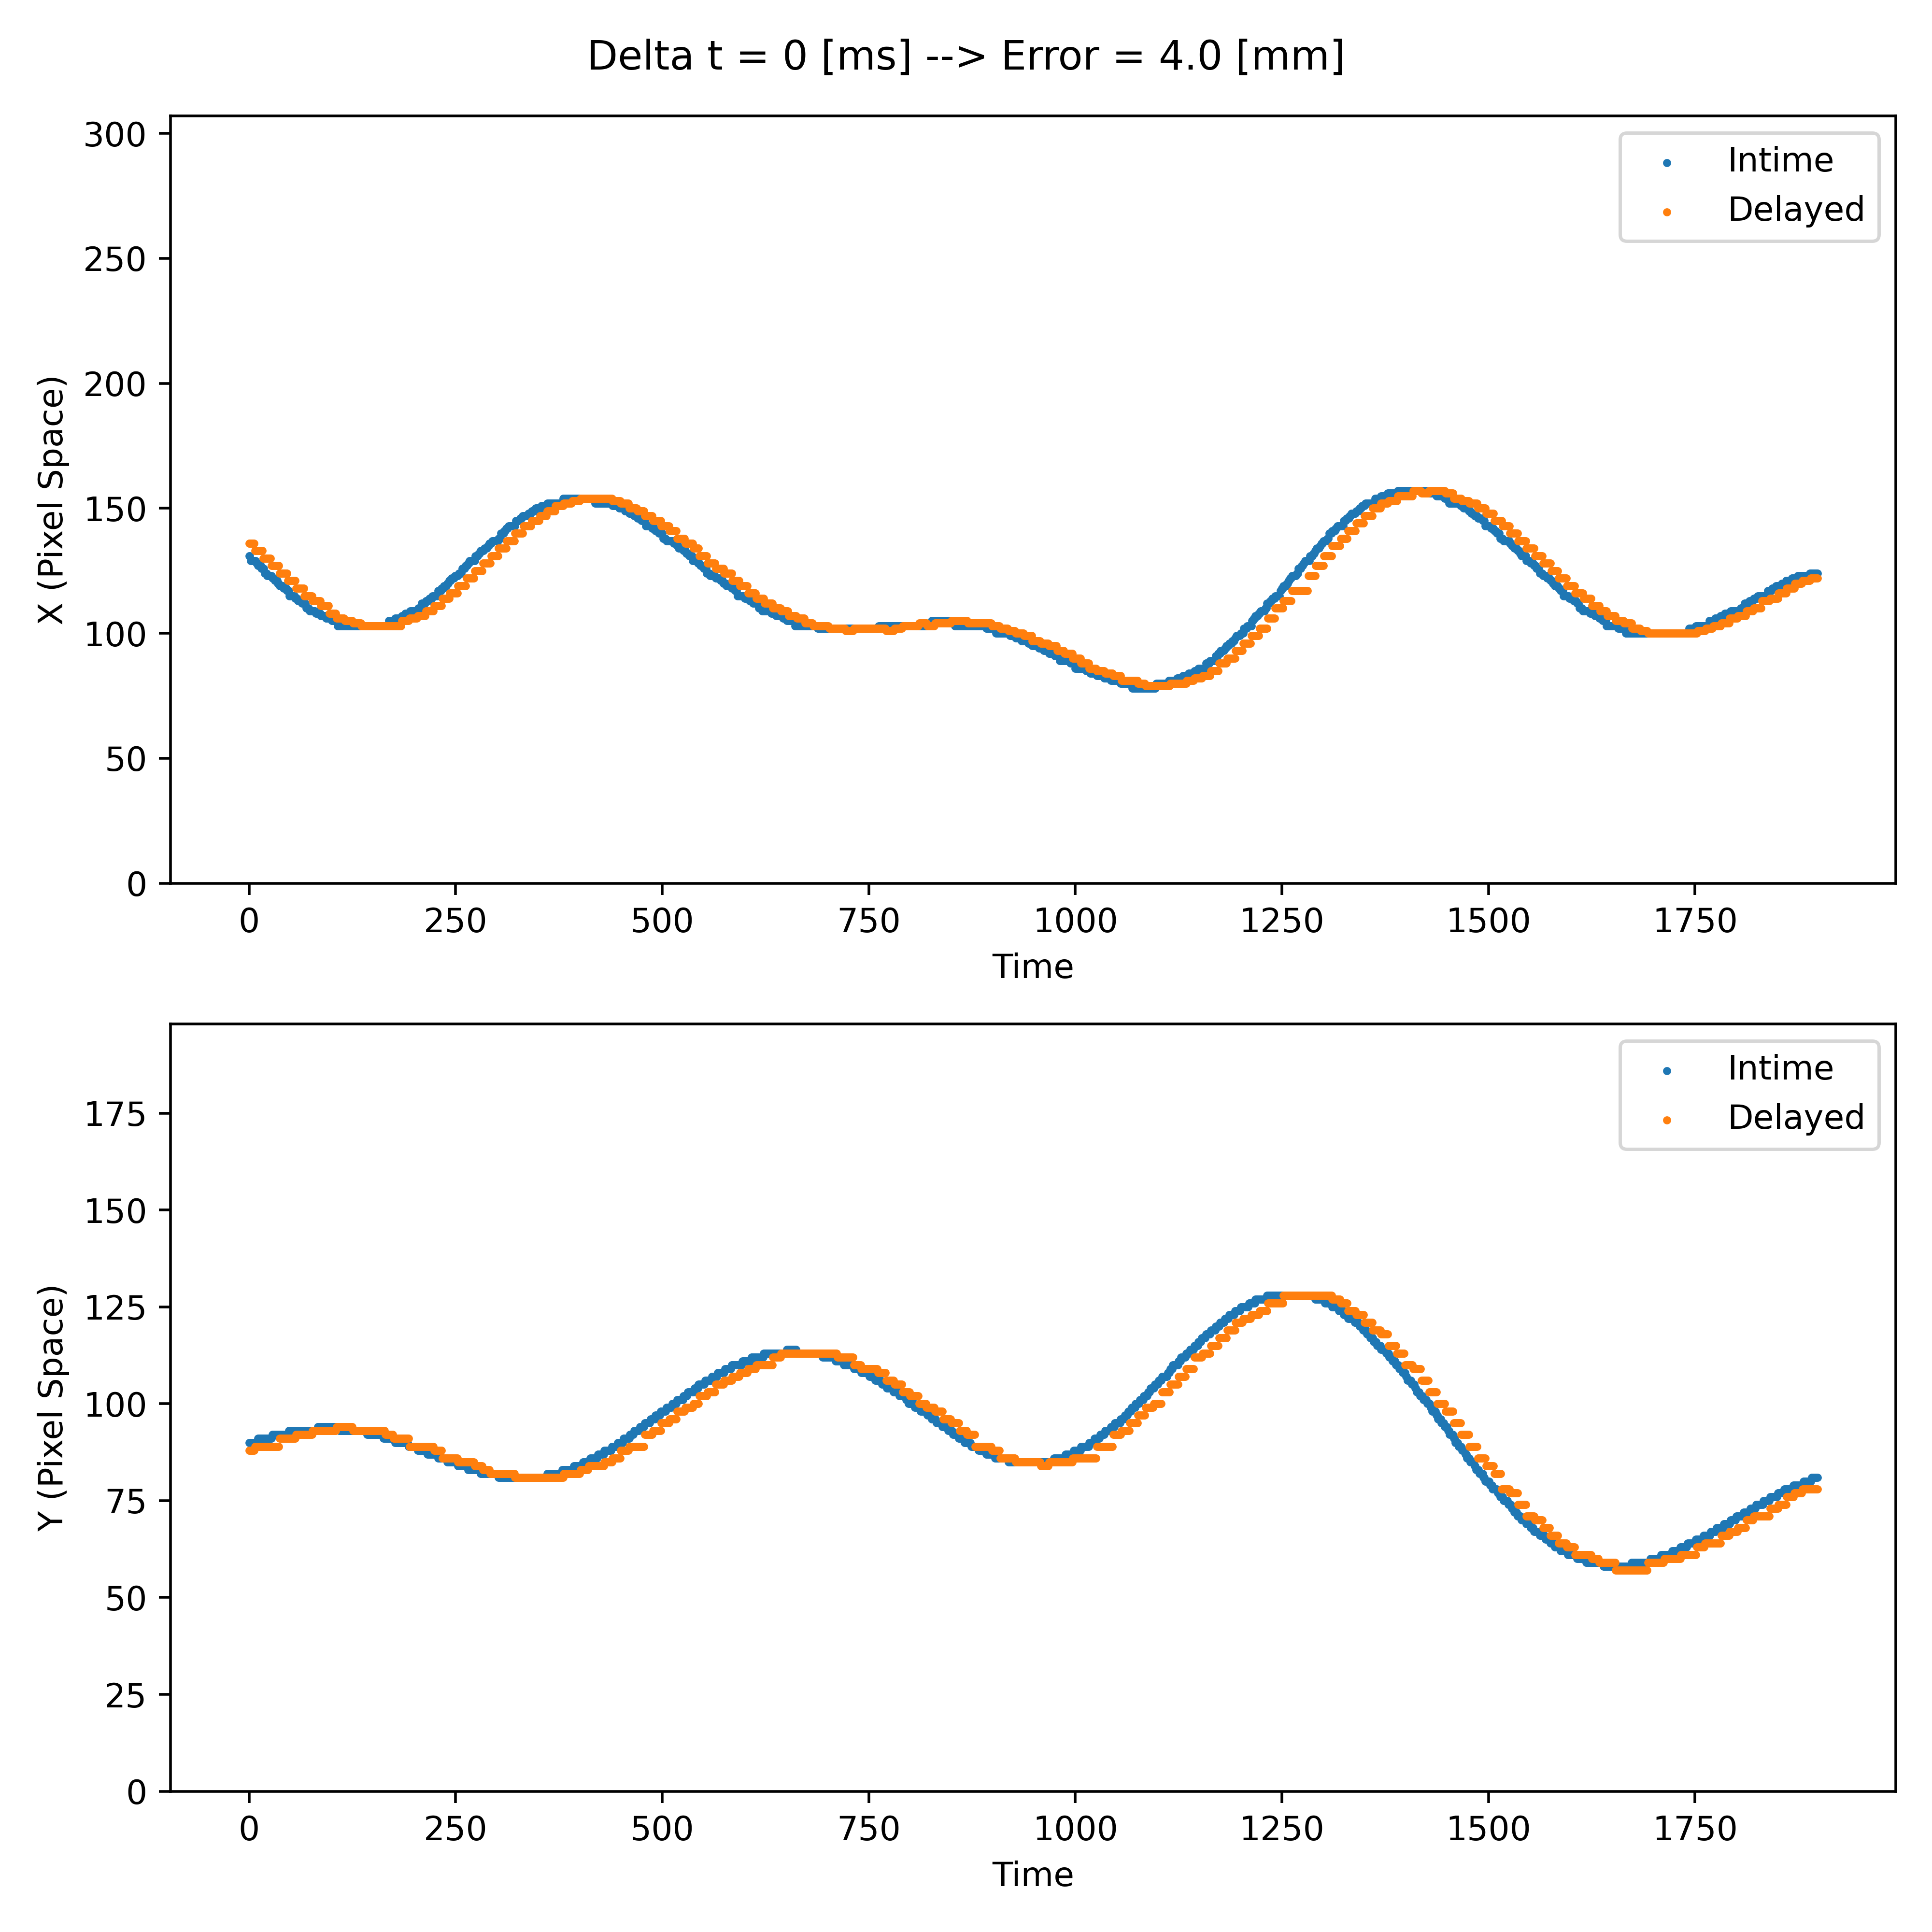 Delta t = 0 [ms] --> Error = 4.0 [mm]
300
250
200
150
100
50
0
X (Pixel Space)
Intime
Delayed
0 250 500 750 1000 1250 1500 1750
Time
175
150
125
100
75
50
25
0
Y (Pixel Space)
Intime
Delayed
0 250 500 750 1000 1250 1500 1750
Time